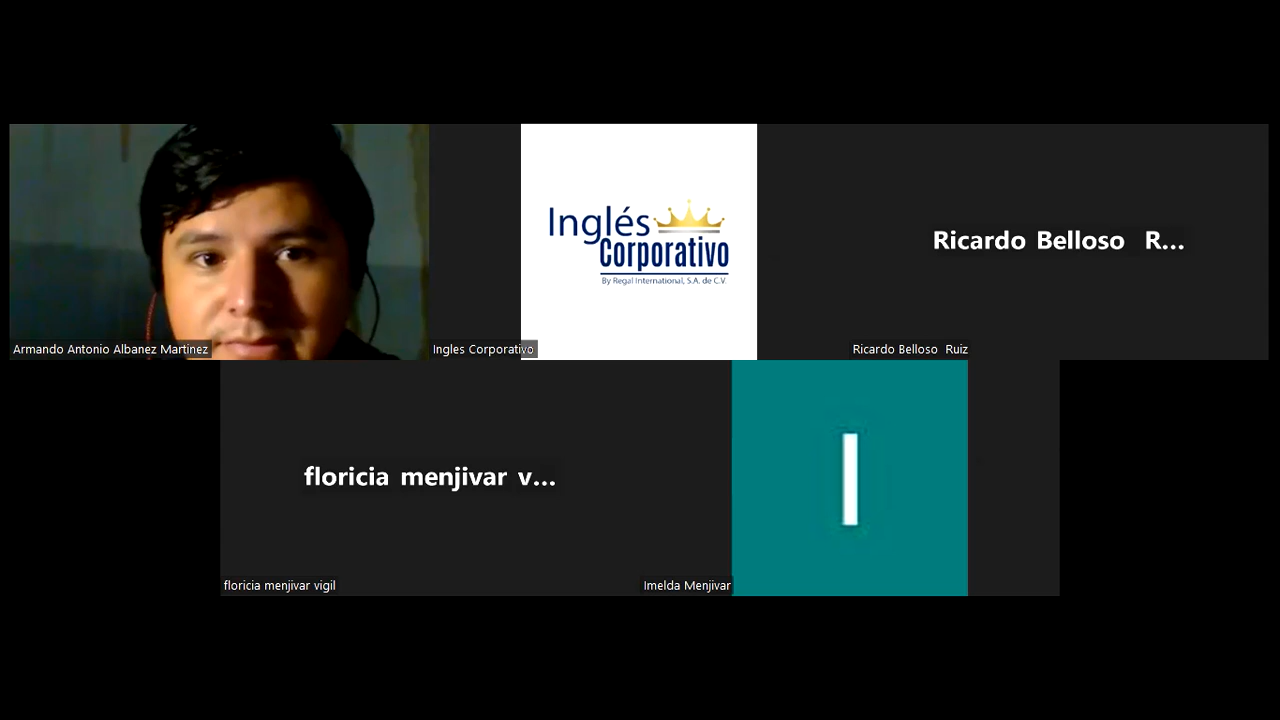 Armando Antonio Albanez Martinez
Inglés
Corporativo
By Regal International, S.A. de C.V.
Ingles Corporativo
Ricardo Belloso R...
Ricardo Belloso Ruiz
floricia menjivar v...
floricia menjivar vigil
I
Imelda Menjivar